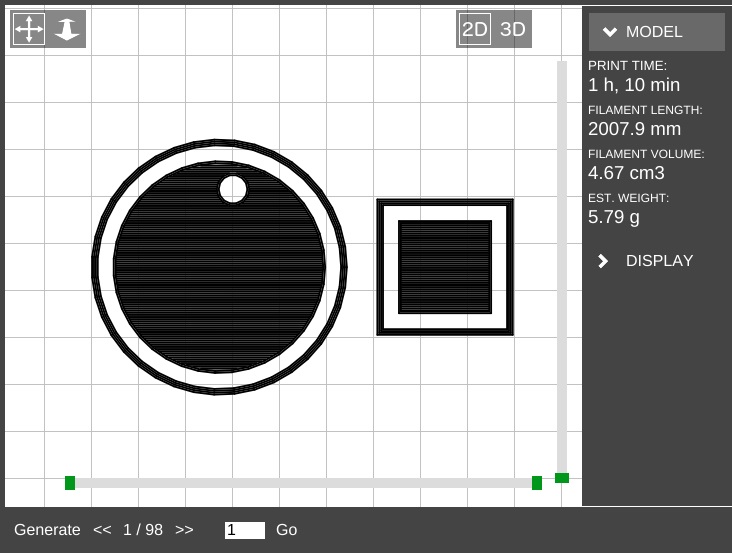 2D 3D
MODEL
PRINT TIME:
1 h, 10 min
FILAMENT LENGTH:
2007.9 mm
FILAMENT VOLUME:
4.67 cm3
EST. WEIGHT:
5.79 g
DISPLAY
Generate << 1 / 98 >> 1 Go